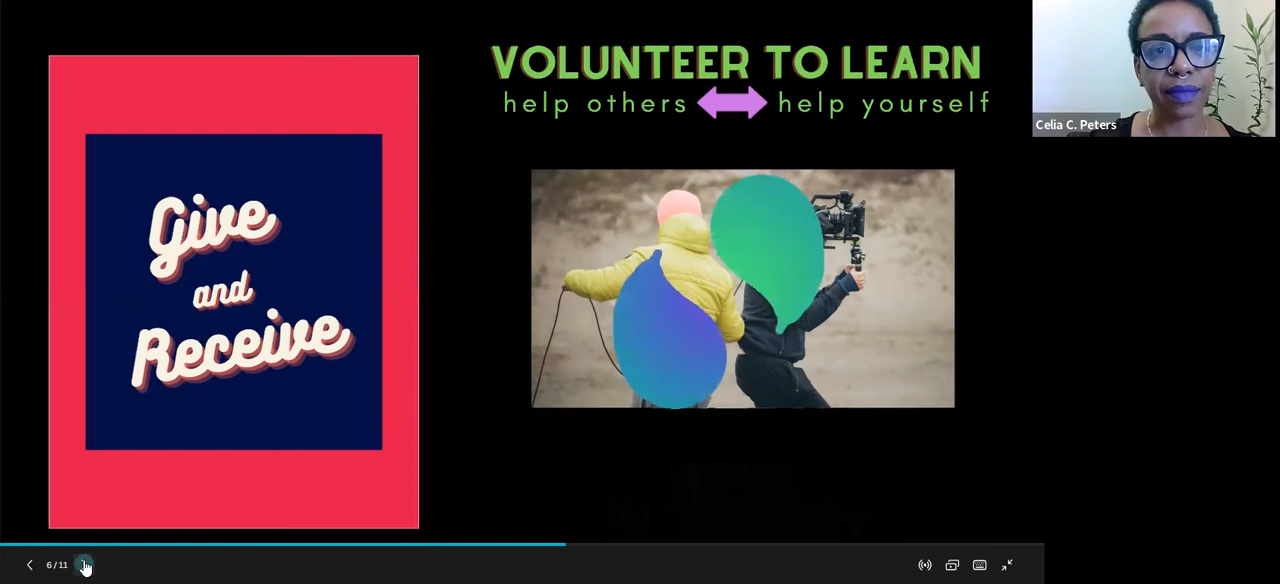 Give
and
Receive
VOLUNTEER TO LEARN
help others help yourself
Celia C. Peters
6 / 11